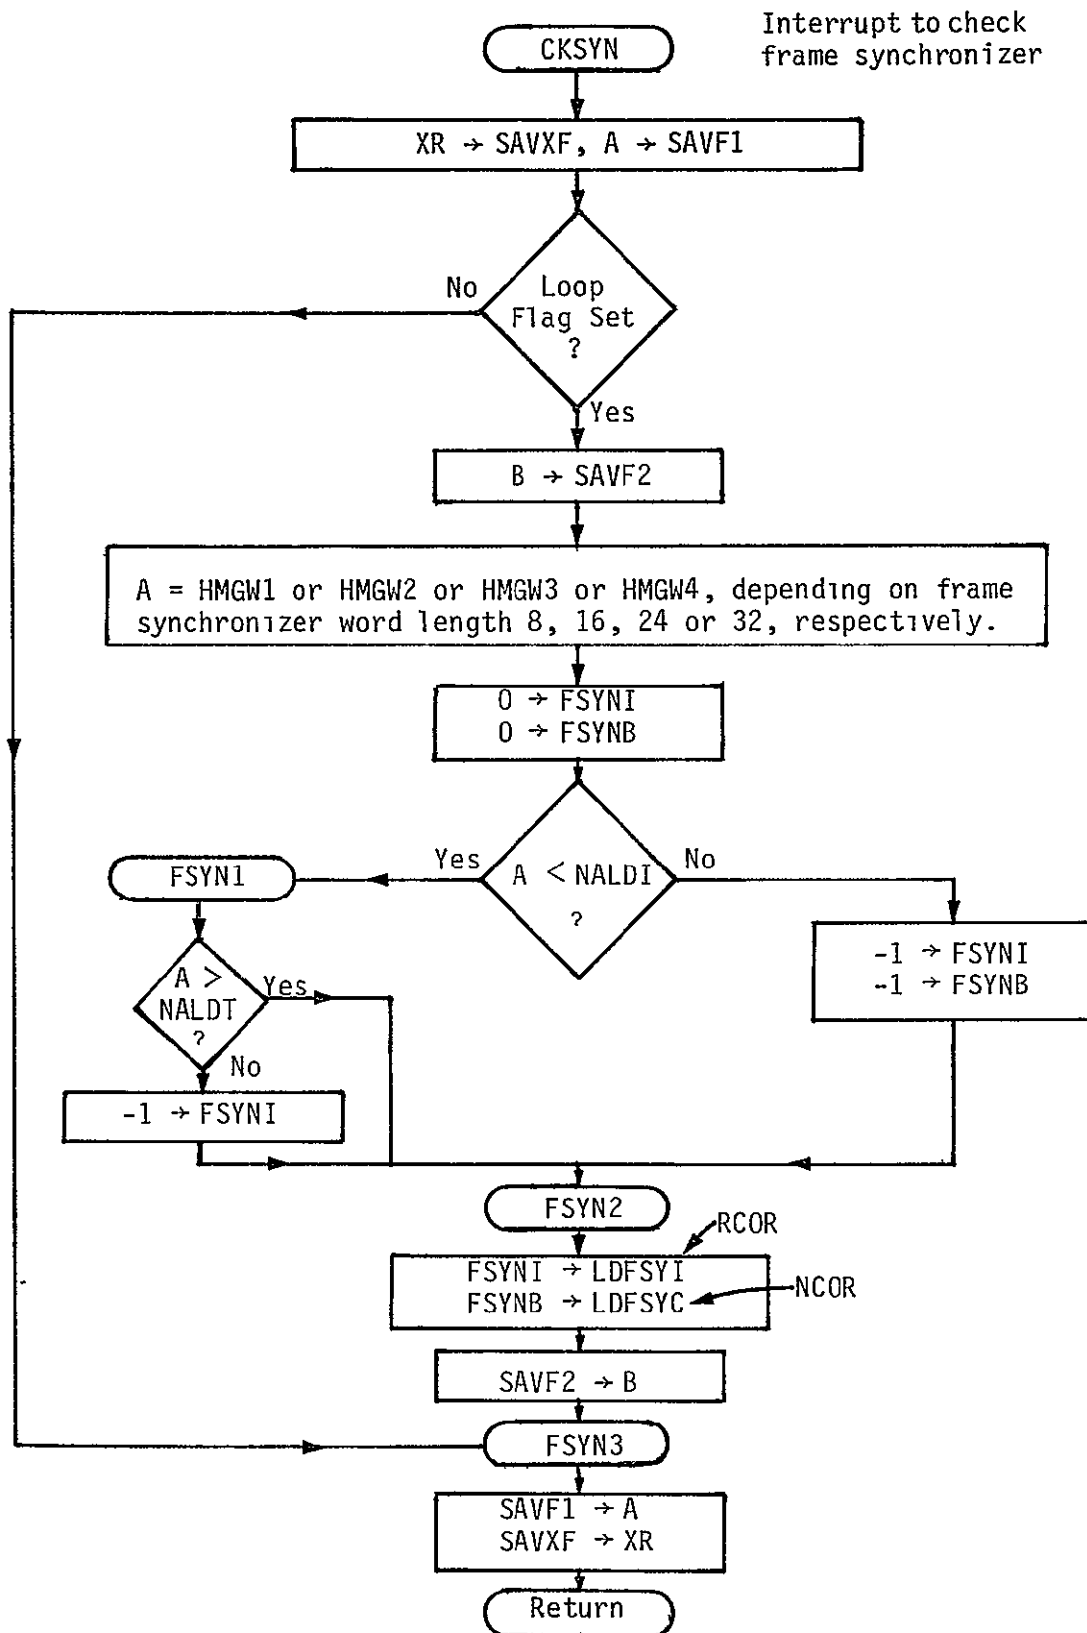 Interrupt to check
frame synchronizer
CKSYN
XR → SAVXF, A → SAVF1
No
Loop
Flag Set
?
Yes
B → SAVF2
A = HMGW1 or HMGW2 or HMGW3 or HMGW4, depending on frame
synchronizer word length 8, 16, 24 or 32, respectively.
0 → FSYNI
0 → FSYNB
Yes
A < NALDI
?
No
FSYN1
-1 → FSYNI
-1 → FSYNB
A >
NALDT
?
Yes
No
-1 → FSYNI
FSYN2
RCOR
FSYNI → LDFSYI
FSYNB → LDFSYC
NCOR
SAVF2 → B
FSYN3
SAVF1 → A
SAVXF → XR
Return